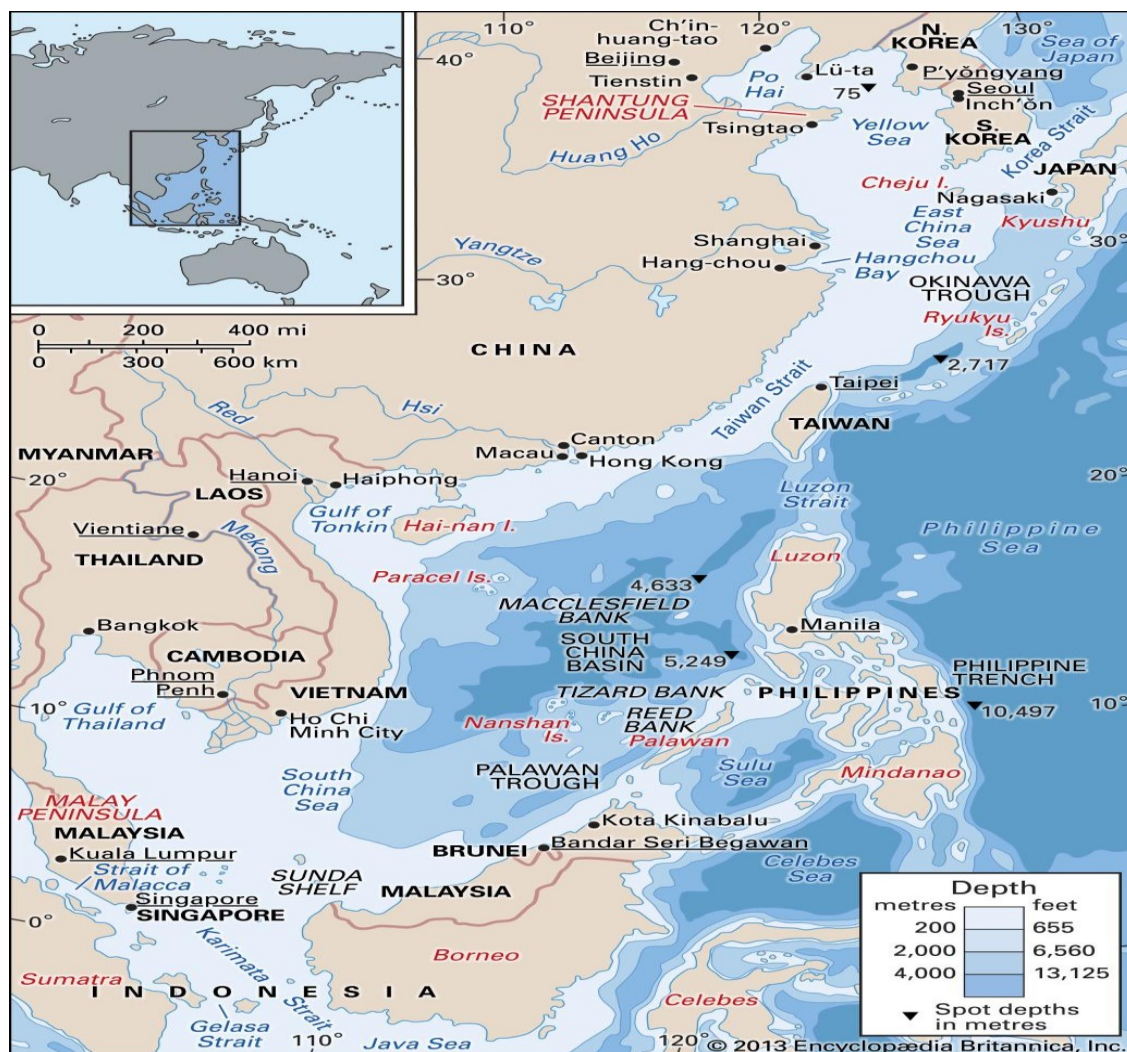 110°
Ch'in-
huang-tao
120°
N.
KOREA
130°
Sea of
Japan
40°
Beijing
Tienstin
Po
Hai
Lü-ta
75
P'yŏngyang
Seoul
Inch'ŏn
SHANTUNG
PENINSULA
Tsingtao
Yellow
Sea
S.
KOREA
Korea Strait
Huang Ho
Cheju I.
JAPAN
Nagasaki
Kyushu
East
China
Sea
Yangtze
Shanghai
Hang-chou
Hangchou
Bay
30°
30°
OKINAWA
TROUGH
Ryukyu
Is.
0 200 400 mi
0 300 600 km
CHINA
2,717
Taiwan Strait
Taipei
TAIWAN
Red
Hsi
MYANMAR
Canton
Macau
Hong Kong
20°
Hanoi
Haiphong
LAOS
20°
Luzon
Strait
Gulf of
Tonkin
Hai-nan I.
Philippine
Sea
Vientiane
Mekong
THAILAND
Luzon
Paracel Is.
4,633
MACCLESFIELD
BANK
Bangkok
Manila
SOUTH
CHINA
BASIN
5,249
CAMBODIA
Phnom
Penh
VIETNAM
PHILIPPINE
TRENCH
TIZARD BANK
PHILIPPINES
10°
Gulf of
Thailand
Ho Chi
Minh City
Nanshan
Is.
REED
BANK
Palawan
10,497
10°
South
China
Sea
PALAWAN
TROUGH
Sulu
Sea
Mindanao
MALAY
PENINSULA
MALAYSIA
Kota Kinabalu
Kuala Lumpur
BRUNEI
Bandar Seri Begawan
Strait of
Malacca
SUNDA
SHELF
MALAYSIA
Celebes
Sea
Singapore
SINGAPORE
0°
Karimata
Strait
Borneo
Sumatra
INDONESIA
Celebes
Gelasa
Strait
110°
Java Sea
120°
Depth
metres feet
200 655
2,000 6,560
4,000 13,125
Spot depths
in metres
© 2013 Encyclopædia Britannica, Inc.